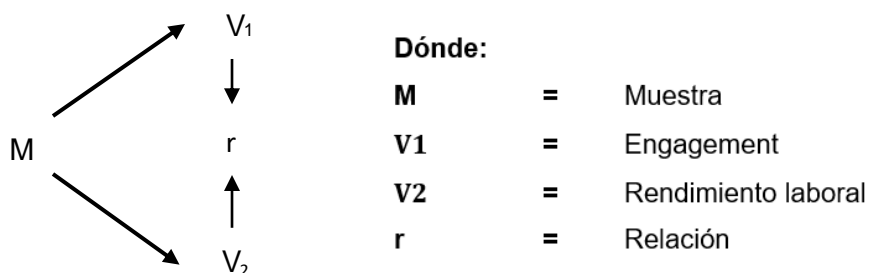 V₁
M
r
V₂
Dónde:
M = Muestra
V1 = Engagement
V2 = Rendimiento laboral
r = Relación